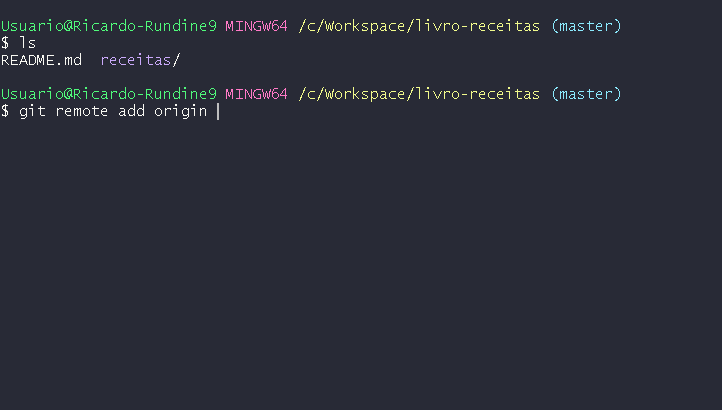 Usuario@Ricardo-Rundine9 MINGW64 /c/Workspace/livro-receitas (master)
$ ls
README.md  receitas/
Usuario@Ricardo-Rundine9 MINGW64 /c/Workspace/livro-receitas (master)
$ git remote add origin